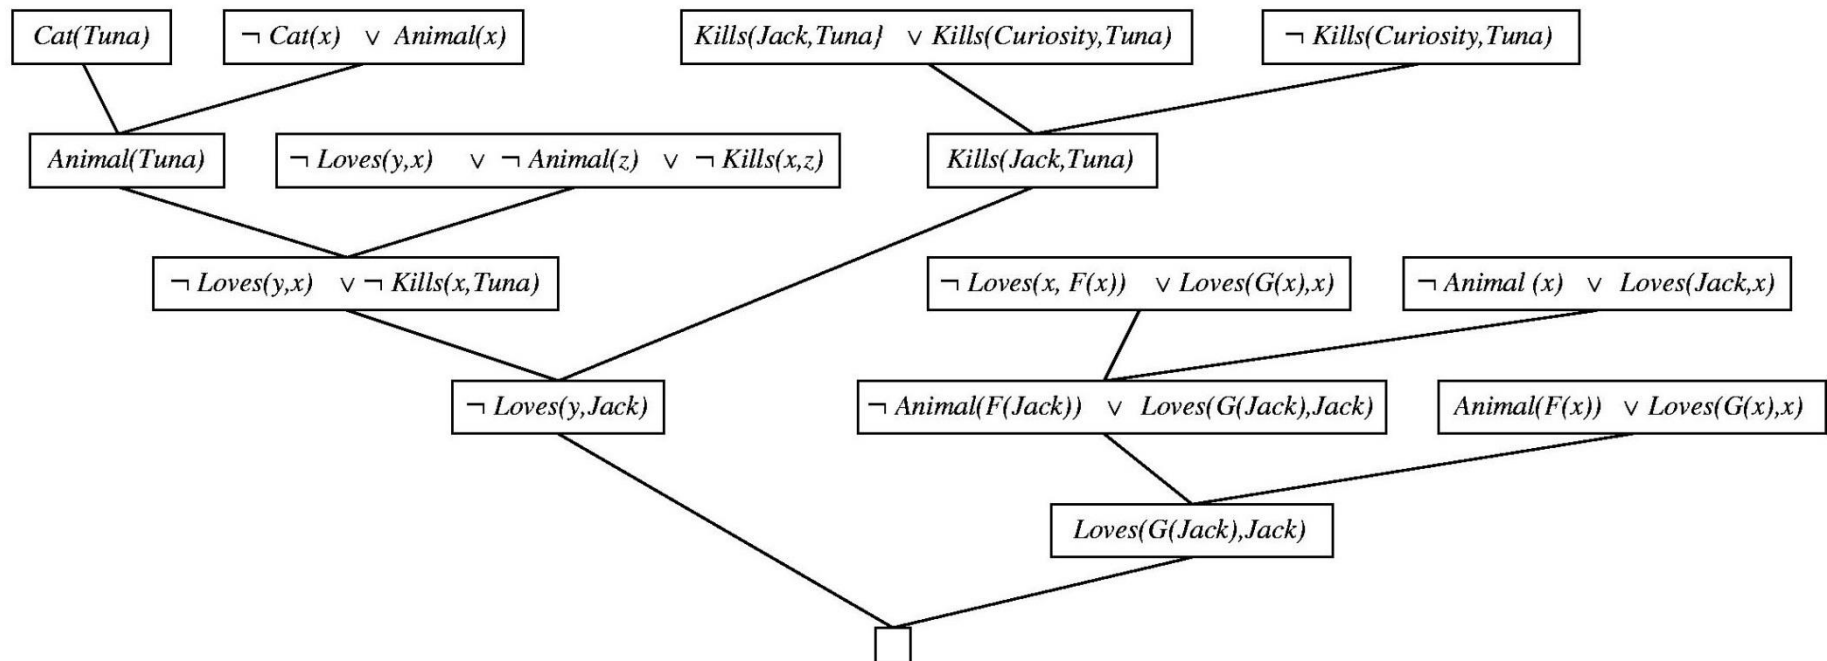 Cat(Tuna)
¬ Cat(x) ∨ Animal(x)
Kills(Jack,Tuna} ∨ Kills(Curiosity,Tuna)
¬ Kills(Curiosity,Tuna)
Animal(Tuna)
¬ Loves(y,x) ∨ ¬ Animal(z) ∨ ¬ Kills(x,z)
Kills(Jack,Tuna)
¬ Loves(y,x) ∨ ¬ Kills(x,Tuna)
¬ Loves(x, F(x)) ∨ Loves(G(x),x)
¬ Animal (x) ∨ Loves(Jack,x)
¬ Loves(y,Jack)
¬ Animal(F(Jack)) ∨ Loves(G(Jack),Jack)
Animal(F(x)) ∨ Loves(G(x),x)
Loves(G(Jack),Jack)